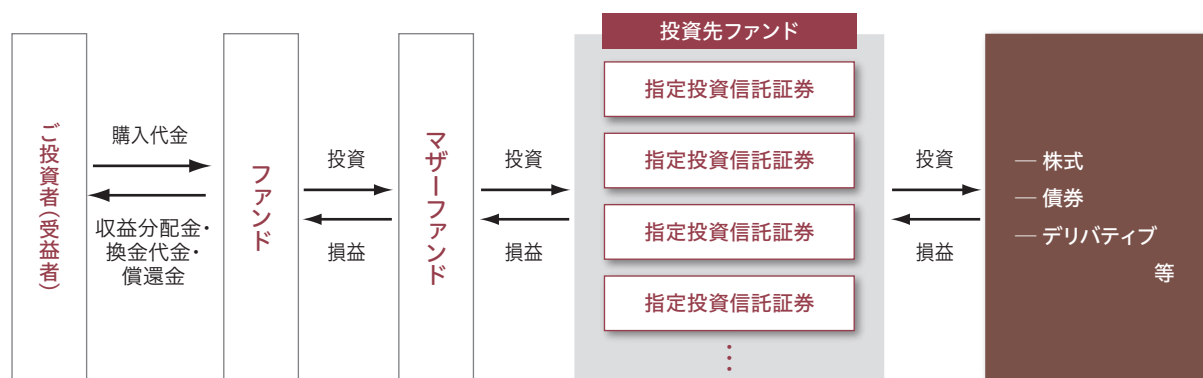 ご投資者(受益者)
購入代金
収益分配金・
換金代金・
償還金
ファンド
投資
損益
マザーファンド
投資
損益
投資先ファンド
指定投資信託証券
指定投資信託証券
指定投資信託証券
指定投資信託証券
⋮
投資
損益
― 株式
― 債券
― デリバティブ
等